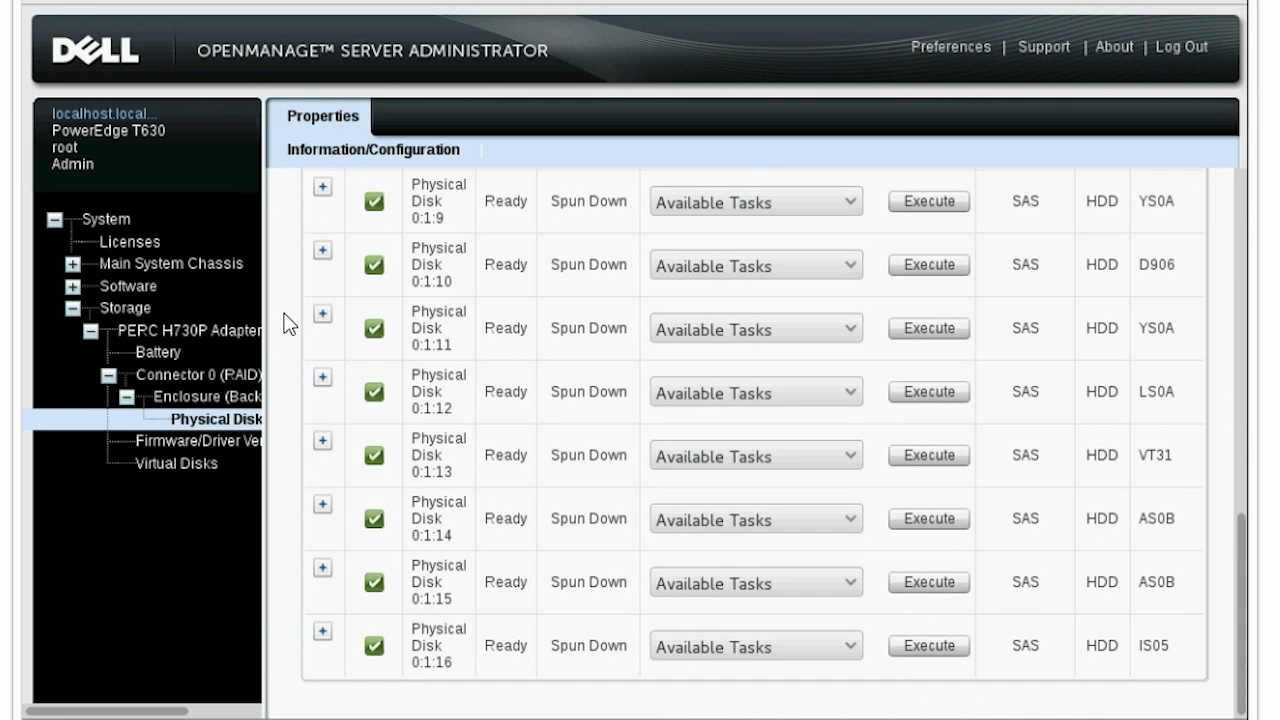 DELL
OPENMANAGE™ SERVER ADMINISTRATOR
Preferences | Support | About | Log Out
localhost.local...
PowerEdge T630
root
Admin
System
Licenses
Main System Chassis
Software
Storage
PERC H730P Adapter
Battery
Connector 0 (RAID)
Enclosure (Back
Physical Disk
Firmware/Driver Ver
Virtual Disks
Properties
Information/Configuration
Physical
Disk
0:1:9
Ready Spun Down Available Tasks Execute SAS HDD YS0A
Physical
Disk
0:1:10
Ready Spun Down Available Tasks Execute SAS HDD D906
Physical
Disk
0:1:11
Ready Spun Down Available Tasks Execute SAS HDD YS0A
Physical
Disk
0:1:12
Ready Spun Down Available Tasks Execute SAS HDD LS0A
Physical
Disk
0:1:13
Ready Spun Down Available Tasks Execute SAS HDD VT31
Physical
Disk
0:1:14
Ready Spun Down Available Tasks Execute SAS HDD AS0B
Physical
Disk
0:1:15
Ready Spun Down Available Tasks Execute SAS HDD AS0B
Physical
Disk
0:1:16
Ready Spun Down Available Tasks Execute SAS HDD IS05